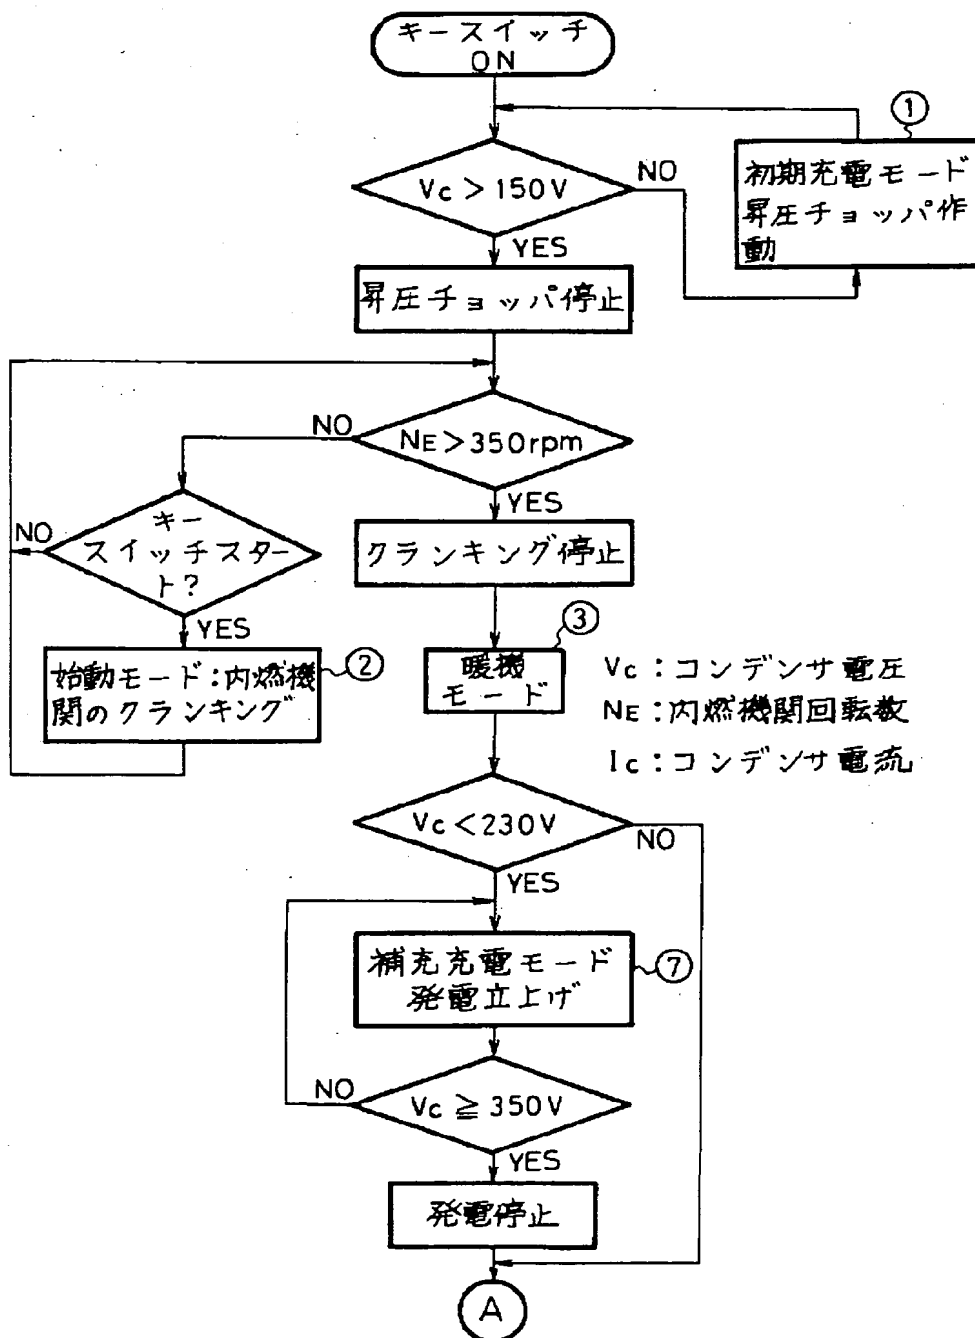 キースイッチ
ON
①
Vc > 150V
NO
初期充電モード
昇圧チョッパ作
動
YES
昇圧チョッパ停止
NO
NE > 350rpm
YES
NO
キー
スイッチスター
ト?
クランキング停止
YES
③
始動モード:内燃機
関のクランキング
②
暖機
モード
Vc:コンデンサ電圧
NE:内燃機関回転数
Ic:コンデンサ電流
Vc < 230V
NO
YES
補充充電モード
発電立上げ
⑦
NO
Vc ≧ 350V
YES
発電停止
A